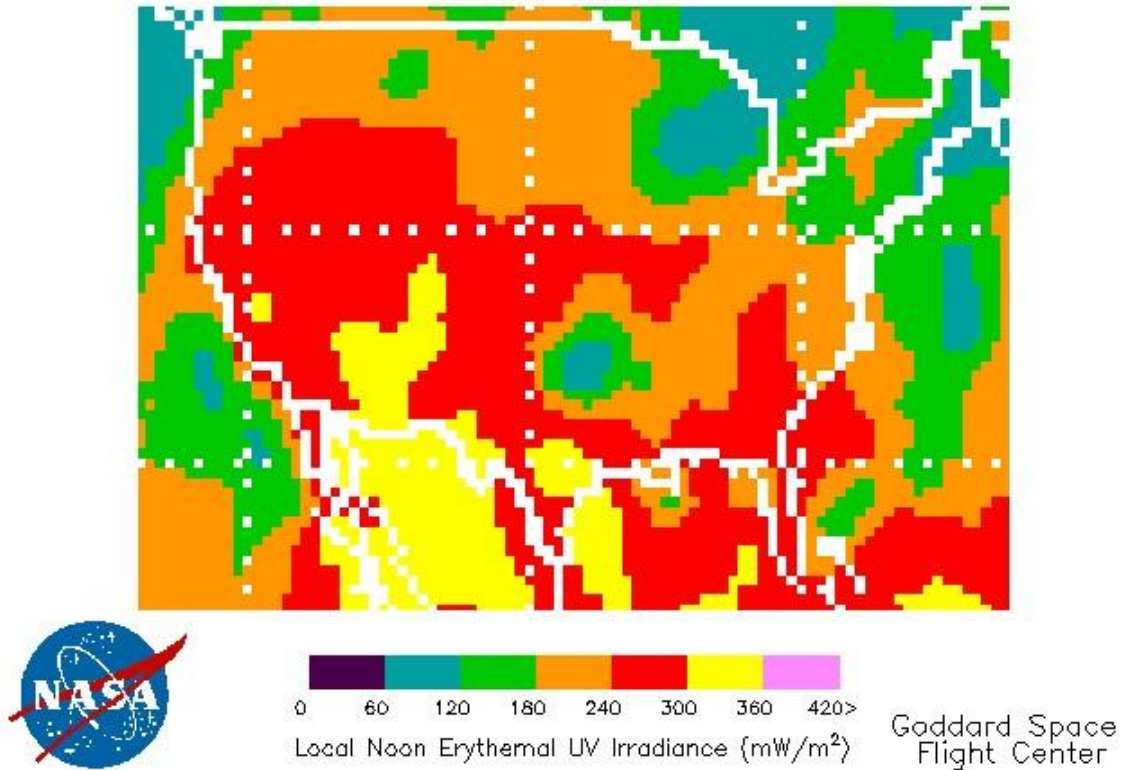 NASA
0 60 120 180 240 300 360 420>
Local Noon Erythemal UV Irradiance (mW/m²)
Goddard Space
Flight Center